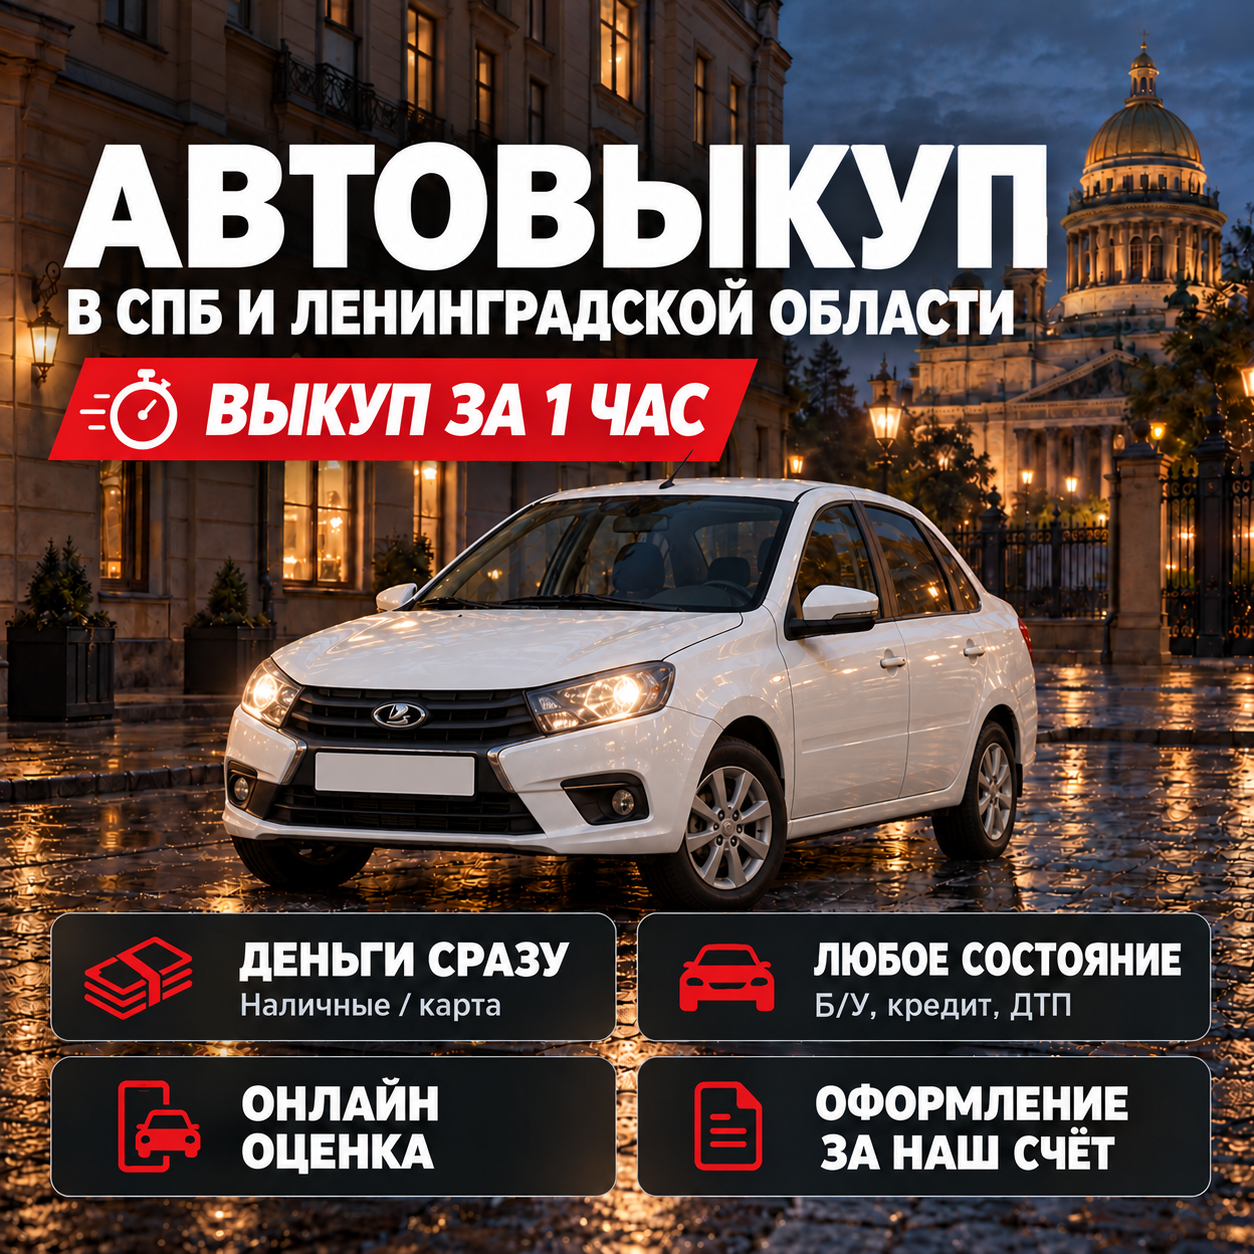 АВТОВЫКУП
В СПБ И ЛЕНИНГРАДСКОЙ ОБЛАСТИ
ВЫКУП ЗА 1 ЧАС
ДЕНЬГИ СРАЗУ
Наличные / карта
ЛЮБОЕ СОСТОЯНИЕ
Б/У, кредит, ДТП
ОНЛАЙН
ОЦЕНКА
ОФОРМЛЕНИЕ
ЗА НАШ СЧЁТ